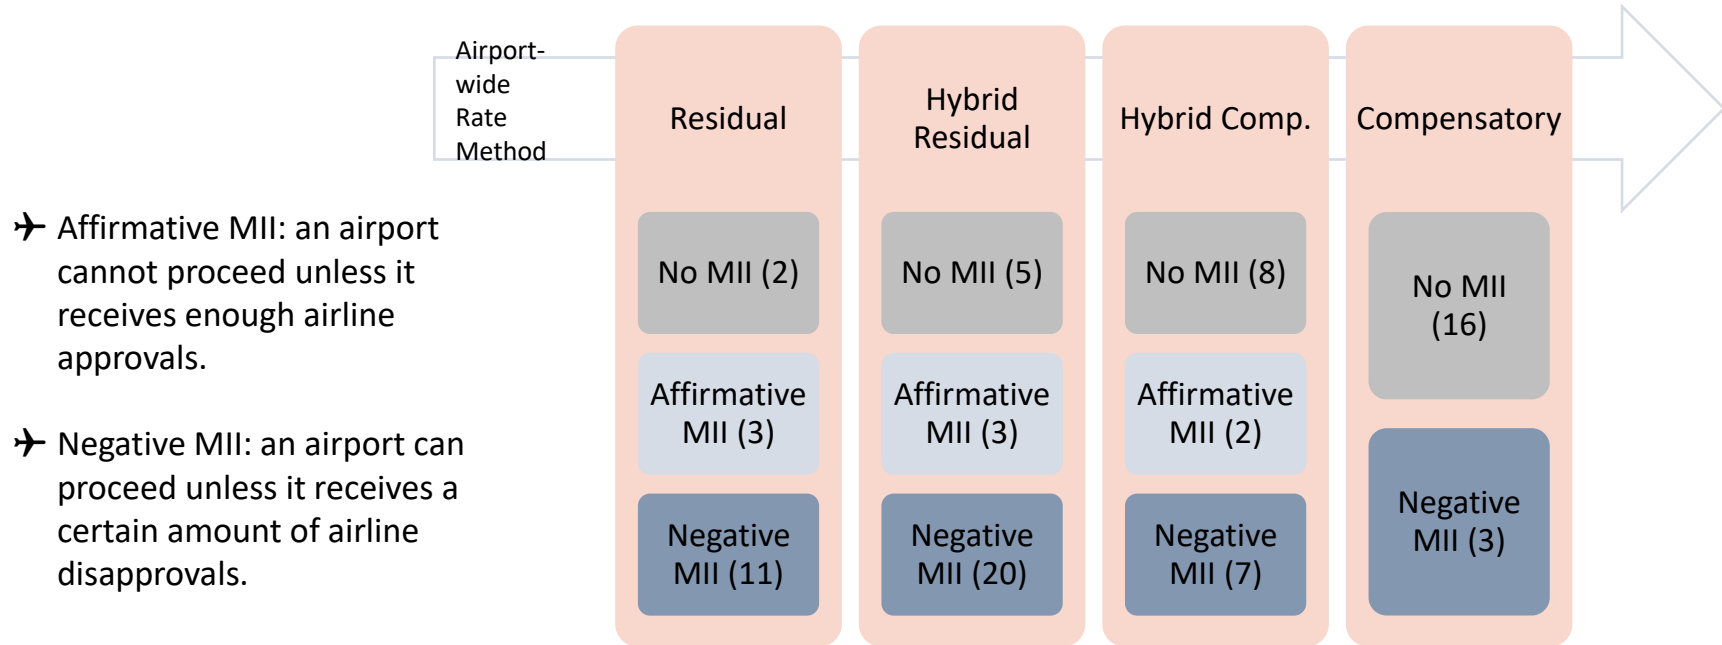 Airport-
wide
Rate
Method
Residual
Hybrid
Residual
Hybrid Comp.
Compensatory
✈ Affirmative MII: an airport
cannot proceed unless it
receives enough airline
approvals.
✈ Negative MII: an airport can
proceed unless it receives a
certain amount of airline
disapprovals.
No MII (2)
Affirmative
MII (3)
Negative
MII (11)
No MII (5)
Affirmative
MII (3)
Negative
MII (20)
No MII (8)
Affirmative
MII (2)
Negative
MII (7)
No MII
(16)
Negative
MII (3)